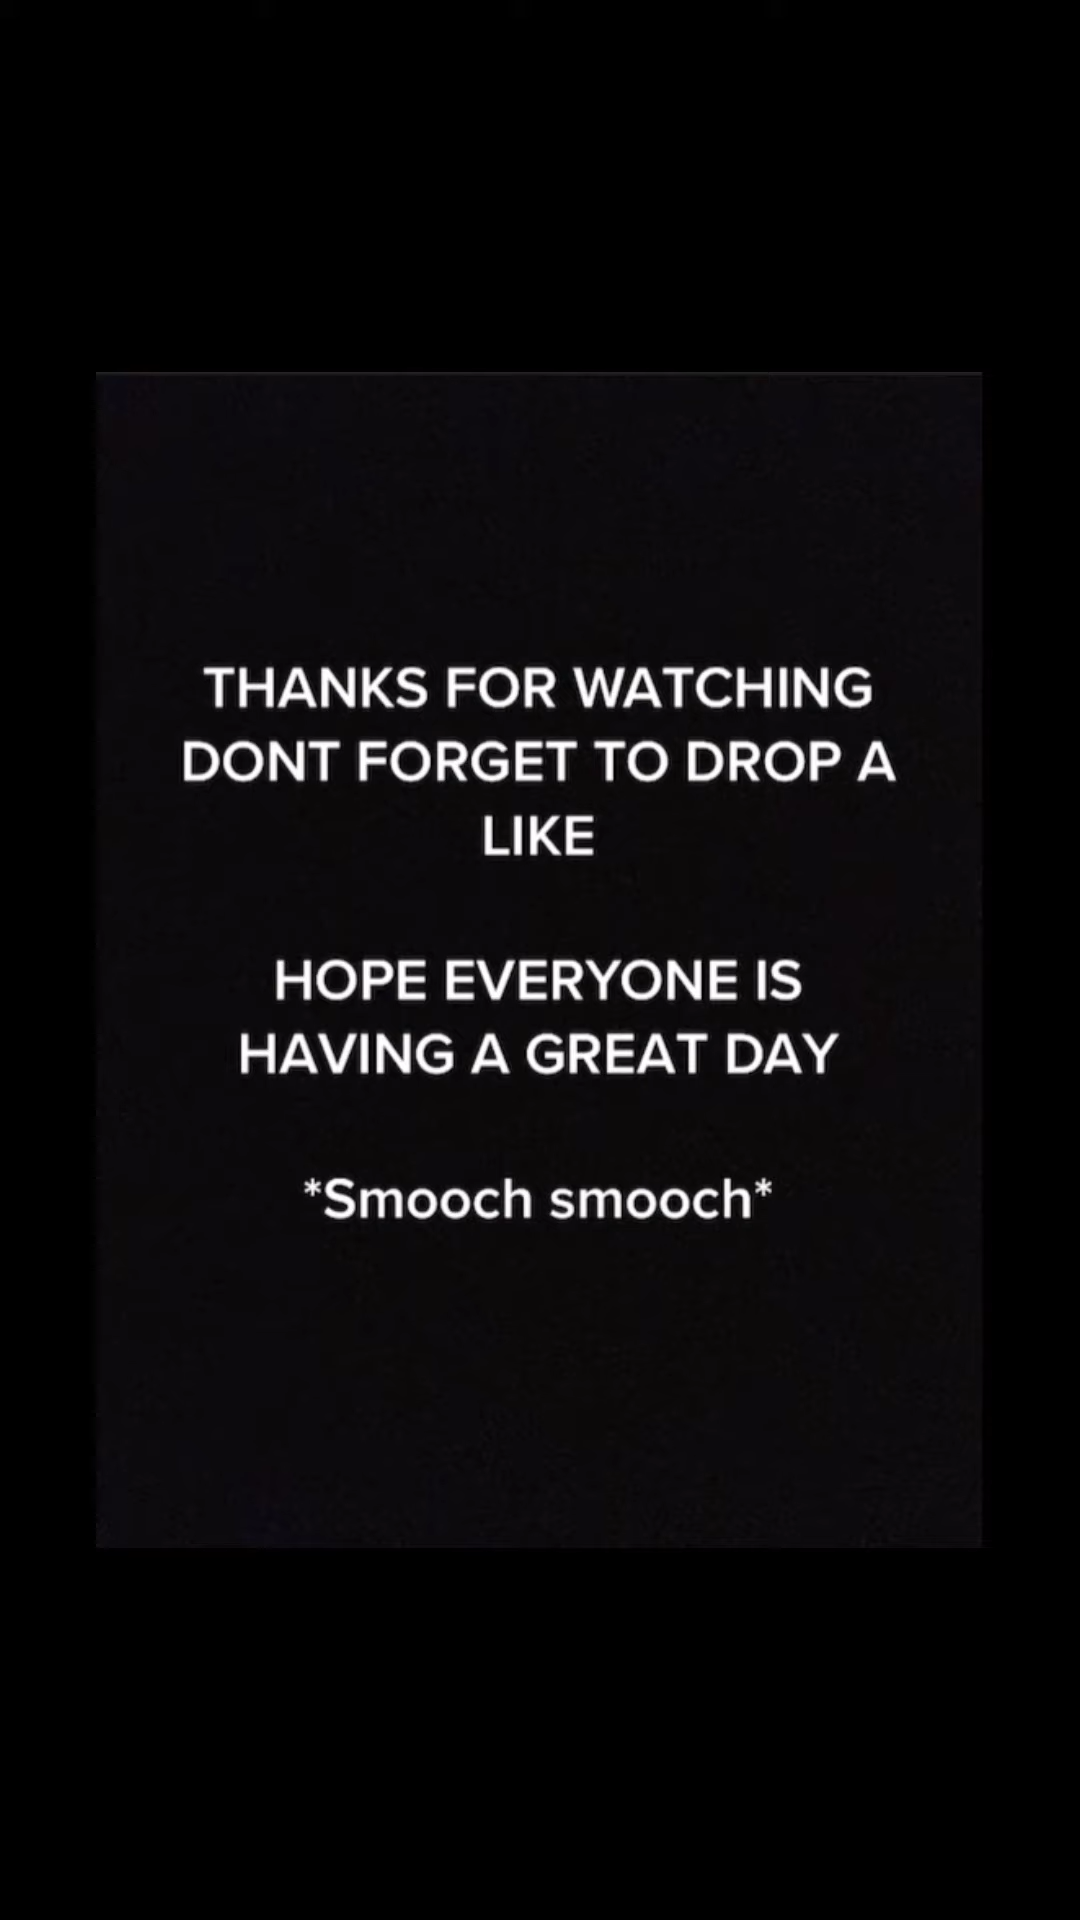 THANKS FOR WATCHING
DONT FORGET TO DROP A
LIKE
HOPE EVERYONE IS
HAVING A GREAT DAY
*Smooch smooch*